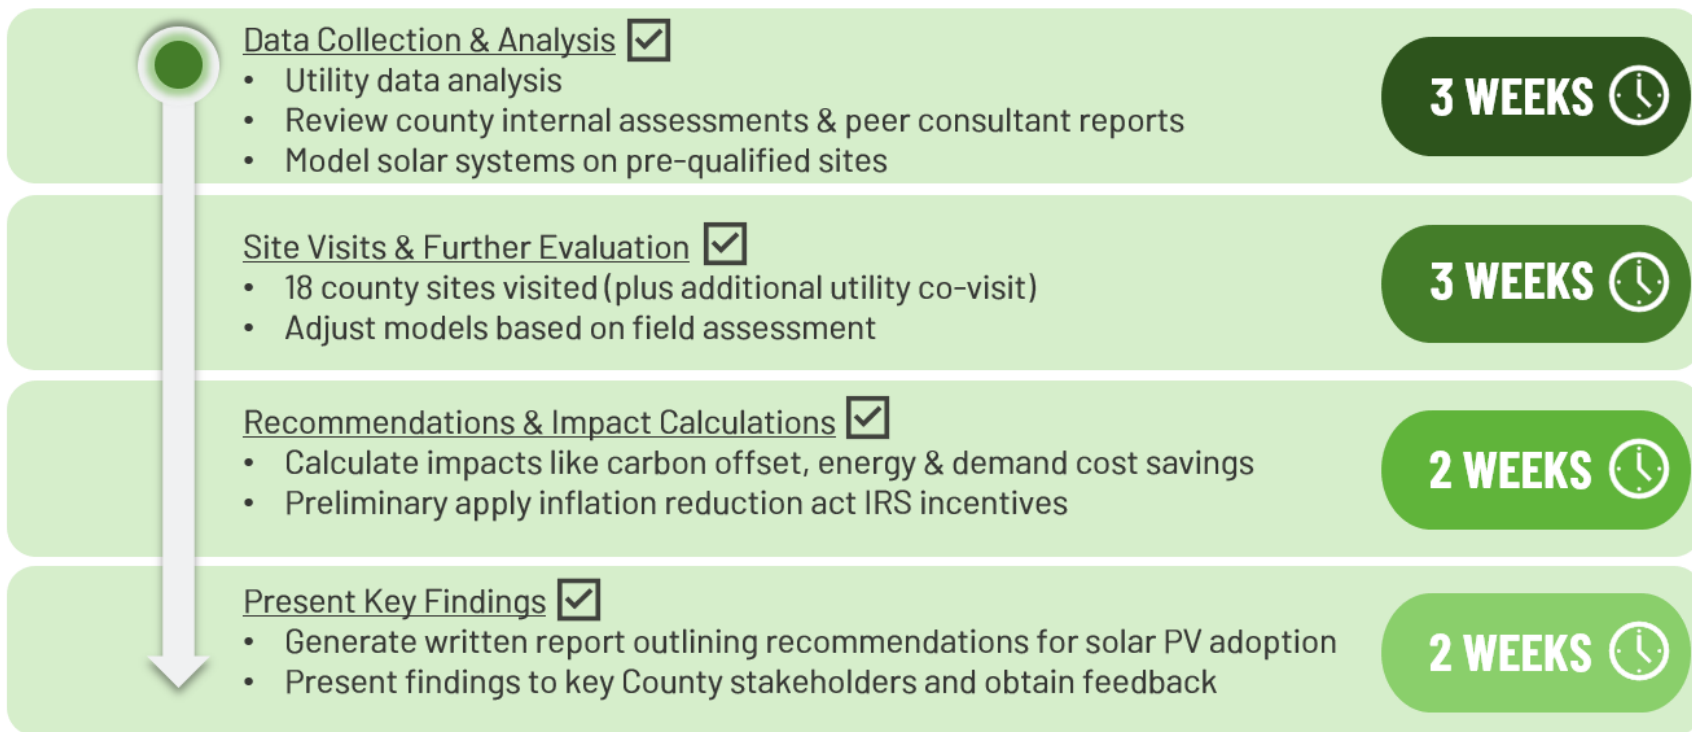 Data Collection & Analysis
• Utility data analysis
• Review county internal assessments & peer consultant reports
• Model solar systems on pre-qualified sites
3 WEEKS
Site Visits & Further Evaluation
• 18 county sites visited (plus additional utility co-visit)
• Adjust models based on field assessment
3 WEEKS
Recommendations & Impact Calculations
• Calculate impacts like carbon offset, energy & demand cost savings
• Preliminary apply inflation reduction act IRS incentives
2 WEEKS
Present Key Findings
• Generate written report outlining recommendations for solar PV adoption
• Present findings to key County stakeholders and obtain feedback
2 WEEKS